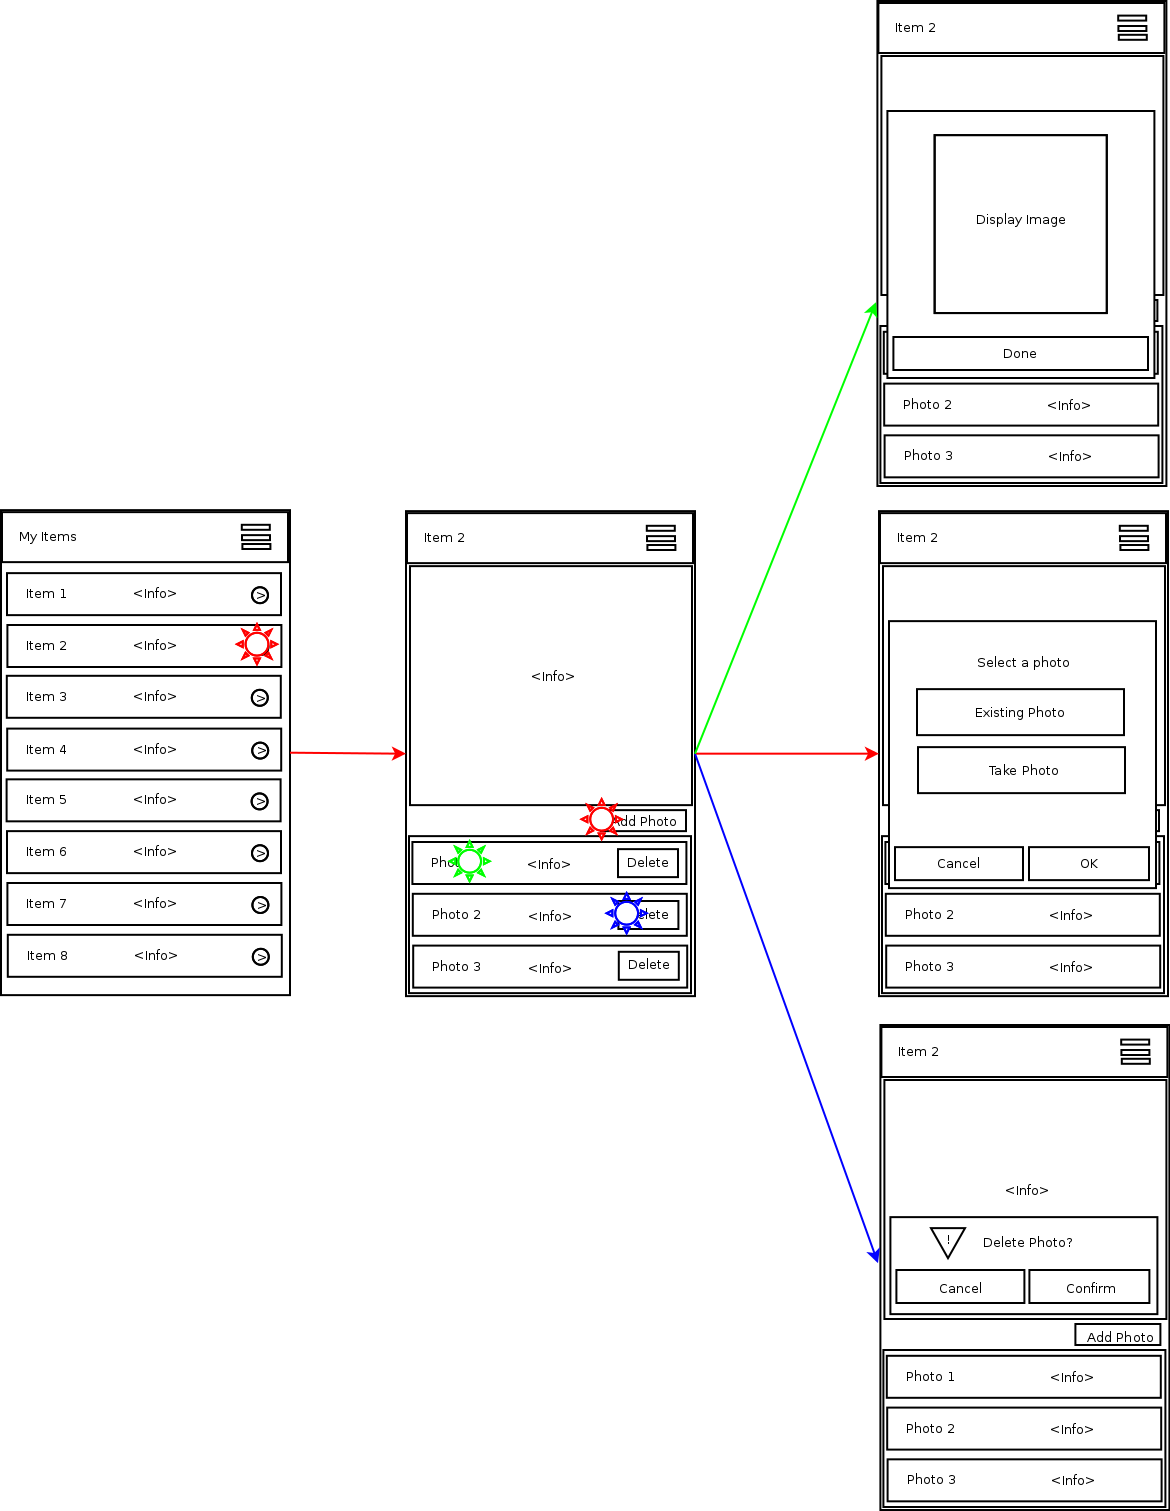 Item 2
Display Image
Done
Photo 2 <Info>
Photo 3 <Info>
My Items
Item 1 <Info> >
Item 2 <Info>
Item 3 <Info> >
Item 4 <Info> >
Item 5 <Info> >
Item 6 <Info> >
Item 7 <Info> >
Item 8 <Info> >
Item 2
<Info>
Add Photo
<Info> Delete
Photo 2 <Info> Delete
Photo 3 <Info> Delete
Item 2
Select a photo
Existing Photo
Take Photo
Cancel OK
Photo 2 <Info>
Photo 3 <Info>
Item 2
<Info>
! Delete Photo?
Cancel Confirm
Add Photo
Photo 1 <Info>
Photo 2 <Info>
Photo 3 <Info>